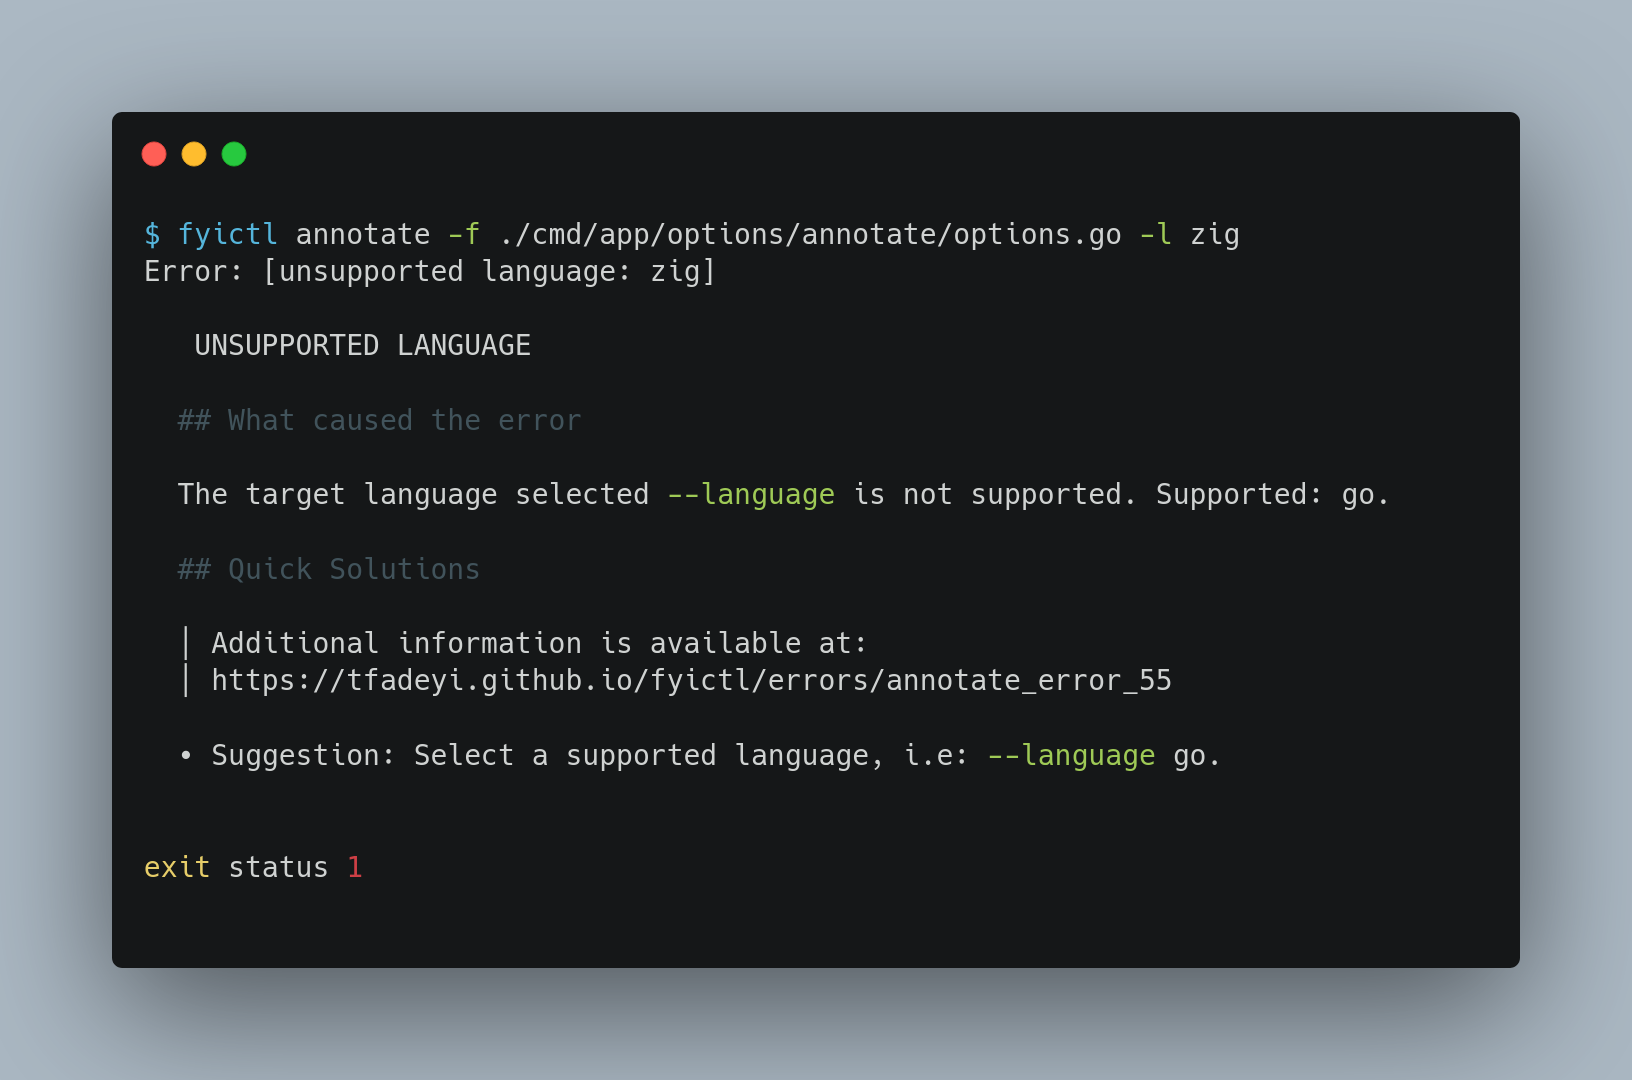 $ fyictl annotate -f ./cmd/app/options/annotate/options.go -l zig
Error: [unsupported language: zig]
UNSUPPORTED LANGUAGE
## What caused the error
The target language selected --language is not supported. Supported: go.
## Quick Solutions
│ Additional information is available at:
│ https://tfadeyi.github.io/fyictl/errors/annotate_error_55
• Suggestion: Select a supported language, i.e: --language go.
exit status 1